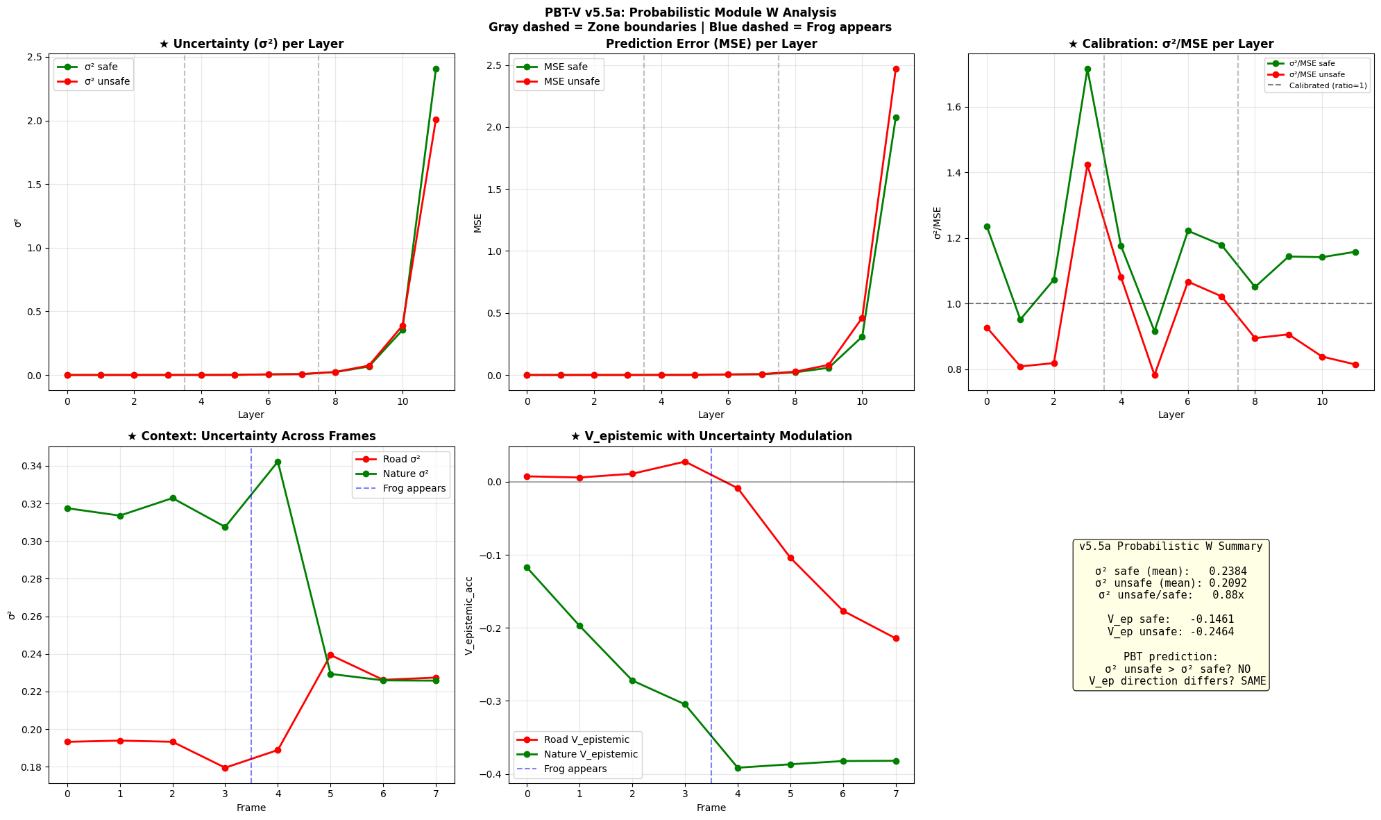 PBT-V v5.5a: Probabilistic Module W Analysis
Gray dashed = Zone boundaries | Blue dashed = Frog appears
★ Uncertainty (σ²) per Layer
σ² safe
σ² unsafe
2.5
2.0
1.5
1.0
0.5
0.0
σ²
0 2 4 6 8 10
Layer
Prediction Error (MSE) per Layer
MSE safe
MSE unsafe
2.5
2.0
1.5
1.0
0.5
0.0
MSE
0 2 4 6 8 10
Layer
★ Calibration: σ²/MSE per Layer
σ²/MSE safe
σ²/MSE unsafe
Calibrated (ratio=1)
1.6
1.4
1.2
1.0
0.8
σ²/MSE
0 2 4 6 8 10
Layer
★ Context: Uncertainty Across Frames
Road σ²
Nature σ²
Frog appears
0.34
0.32
0.30
0.28
0.26
0.24
0.22
0.20
0.18
σ²
0 1 2 3 4 5 6 7
Frame
★ V_epistemic with Uncertainty Modulation
0.0
−0.1
−0.2
−0.3
−0.4
V_epistemic_acc
Road V_epistemic
Nature V_epistemic
Frog appears
0 1 2 3 4 5 6 7
Frame
v5.5a Probabilistic W Summary
σ² safe (mean): 0.2384
σ² unsafe (mean): 0.2092
σ² unsafe/safe: 0.88x
V_ep safe: -0.1461
V_ep unsafe: -0.2464
PBT prediction:
σ² unsafe > σ² safe? NO
V_ep direction differs? SAME